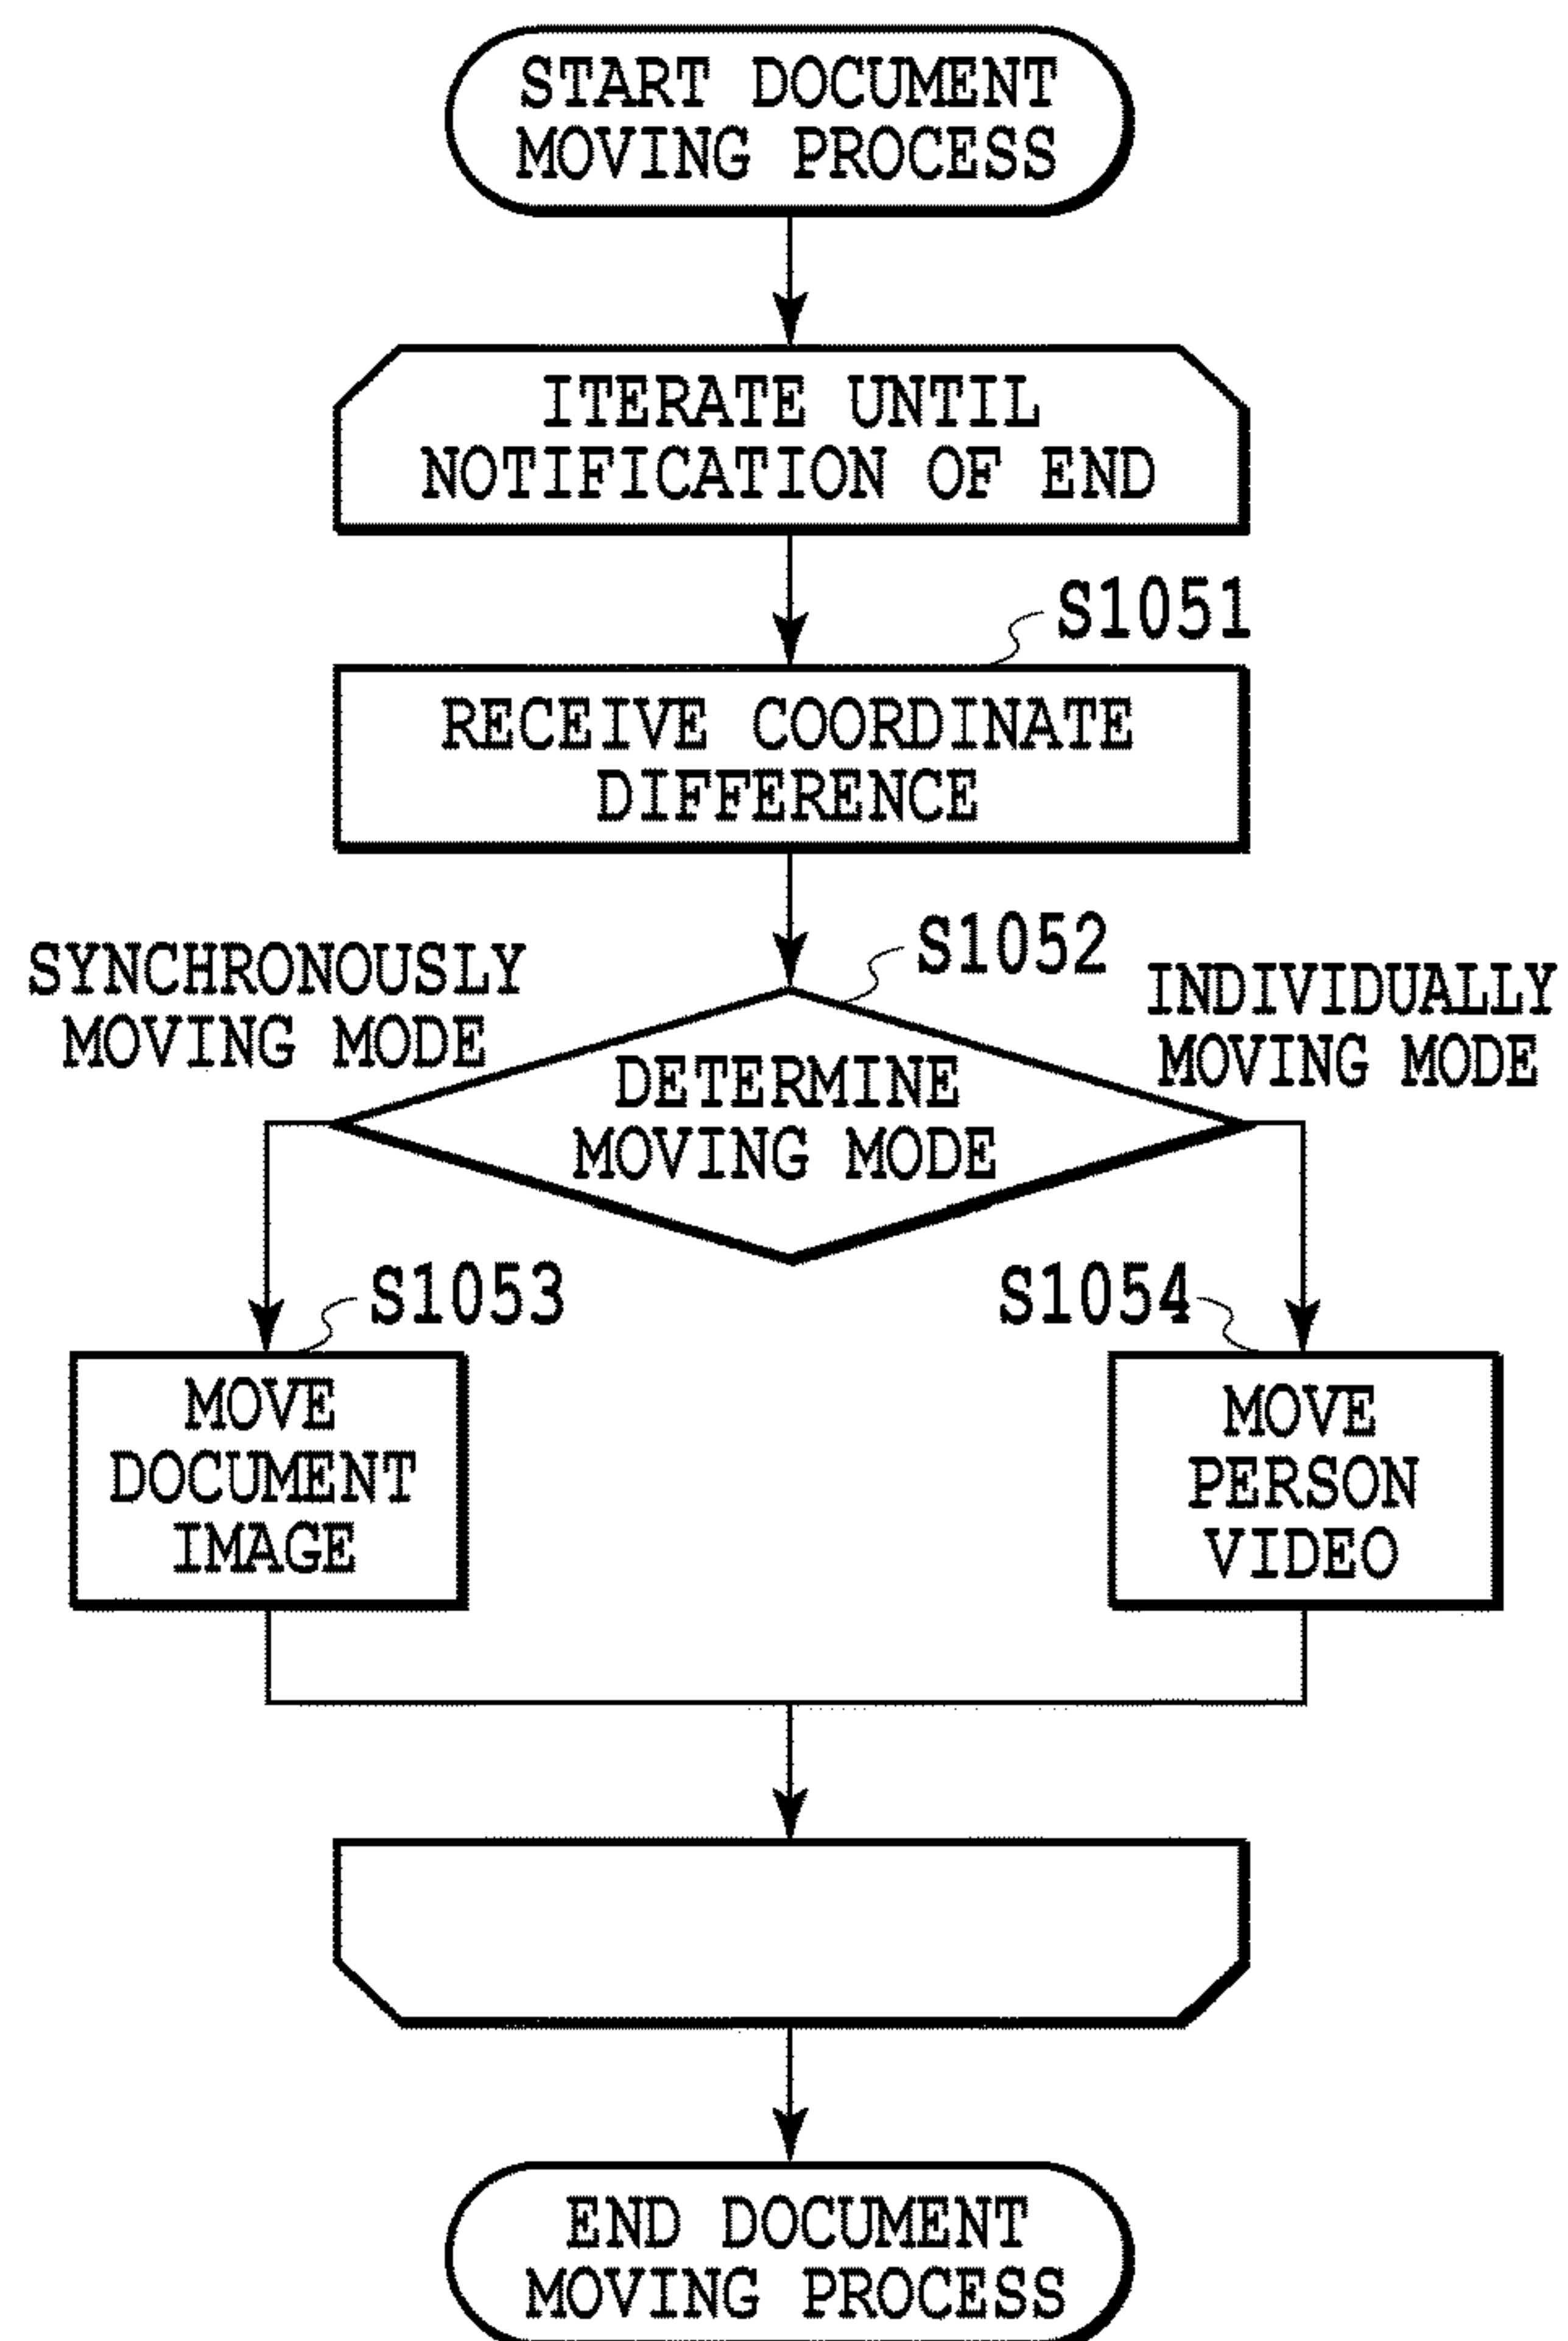 START DOCUMENT
MOVING PROCESS
ITERATE UNTIL
NOTIFICATION OF END
S1051
RECEIVE COORDINATE
DIFFERENCE
S1052
SYNCHRONOUSLY
MOVING MODE
INDIVIDUALLY
MOVING MODE
DETERMINE
MOVING MODE
S1053
S1054
MOVE
DOCUMENT
IMAGE
MOVE
PERSON
VIDEO
END DOCUMENT
MOVING PROCESS